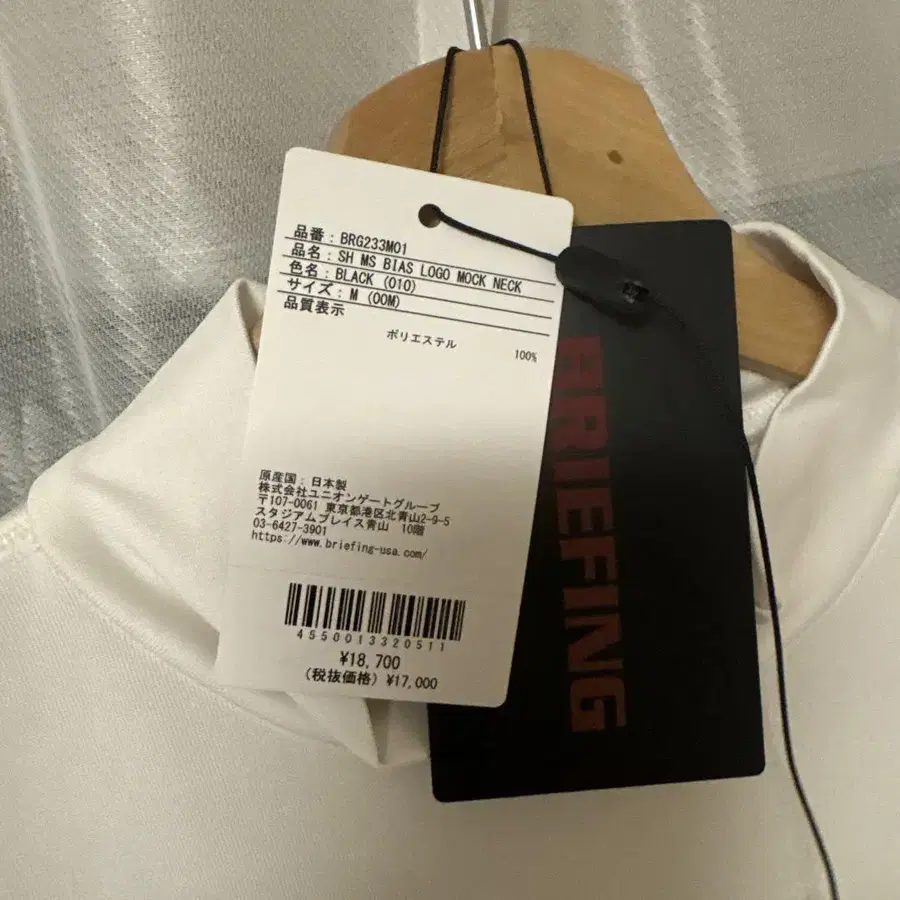 品番：BRG233M01
品名：SH MS BIAS LOGO MOCK NECK
色名：BLACK (010)
サイズ：M (00M)
品質表示
ポリエステル 100%
原産国：日本製
株式会社ユニオンゲートグループ
〒107-0061 東京都港区北青山2-9-5
スタジアムプレイス青山 10階
03-6427-3901
https://www.briefing-usa.com/
4550013320511
¥18,700
(税抜価格) ¥17,000
BRIEFING